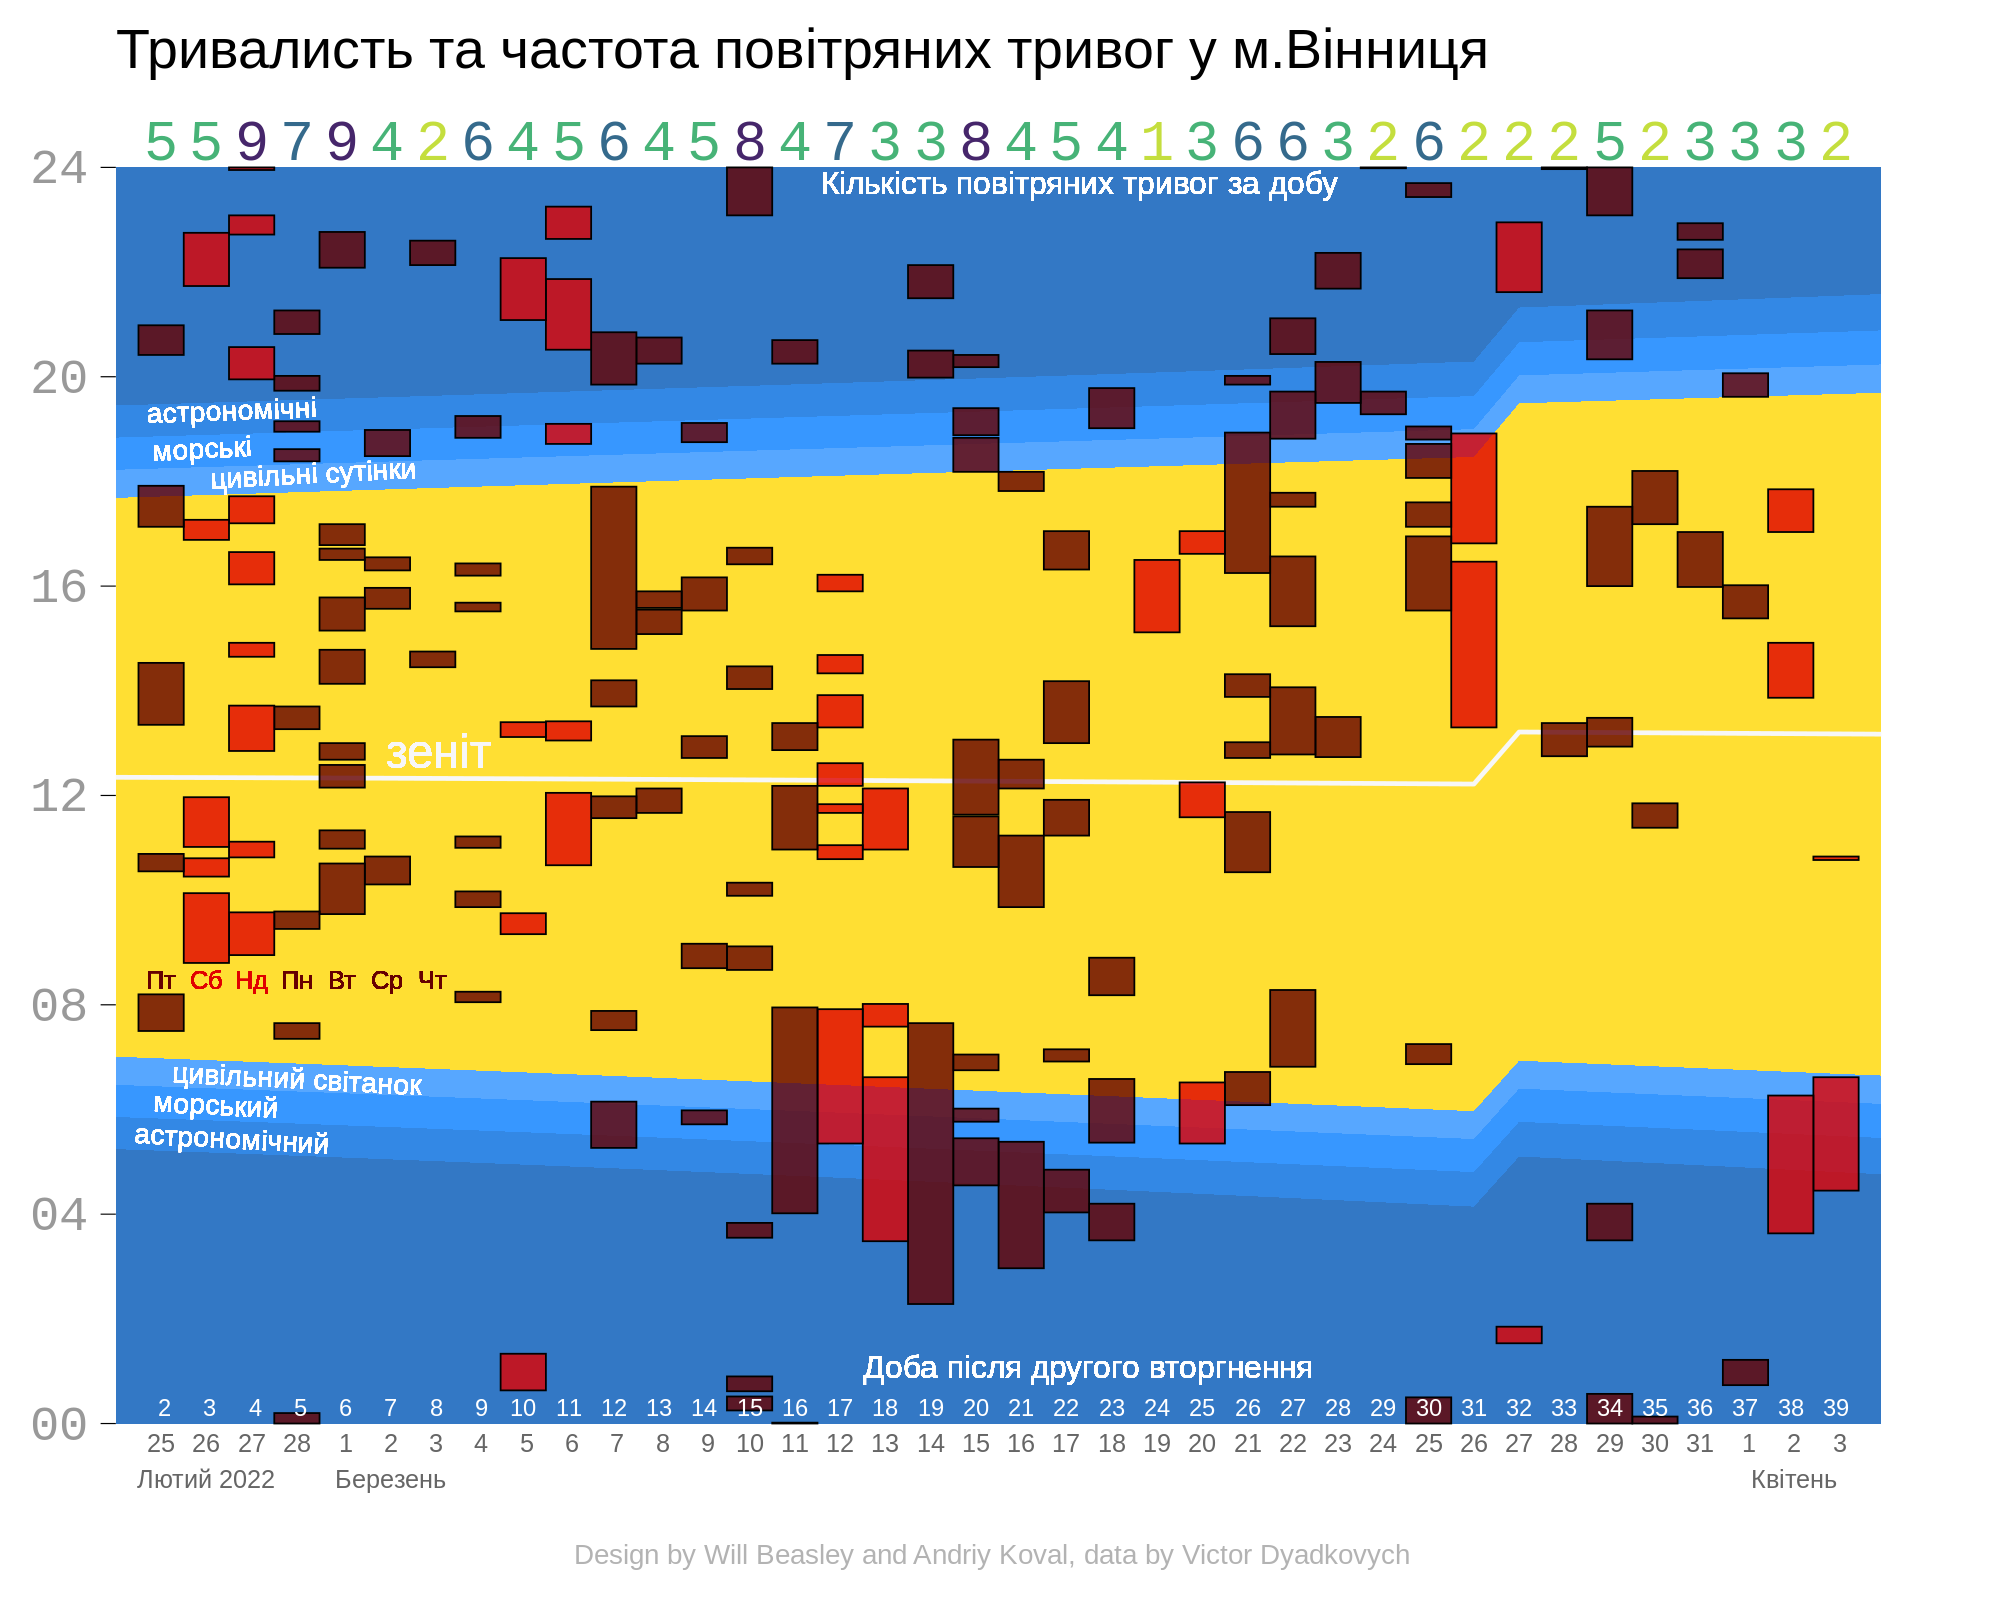 Тривалисть та частота повітряних тривог у м.Вінниця
5 5 9 7 9 4 2 6 4 5 6 4 5 8 4 7 3 3 8 4 5 4 1 3 6 6 3 2 6 2 2 2 5 2 3 3 3 2
24
Кількість повітряних тривог за добу
20
астрономічні
морські
цивільні сутінки
16
зеніт
12
Пт Сб Нд Пн Вт Ср Чт
08
цивільний світанок
морський
астрономічний
04
Доба після другого вторгнення
2 3 4 5 6 7 8 9 10 11 12 13 14 15 16 17 18 19 20 21 22 23 24 25 26 27 28 29 30 31 32 33 34 35 36 37 38 39
00
25 26 27 28 1 2 3 4 5 6 7 8 9 10 11 12 13 14 15 16 17 18 19 20 21 22 23 24 25 26 27 28 29 30 31 1 2 3
Лютий 2022 Березень Квітень
Design by Will Beasley and Andriy Koval, data by Victor Dyadkovych